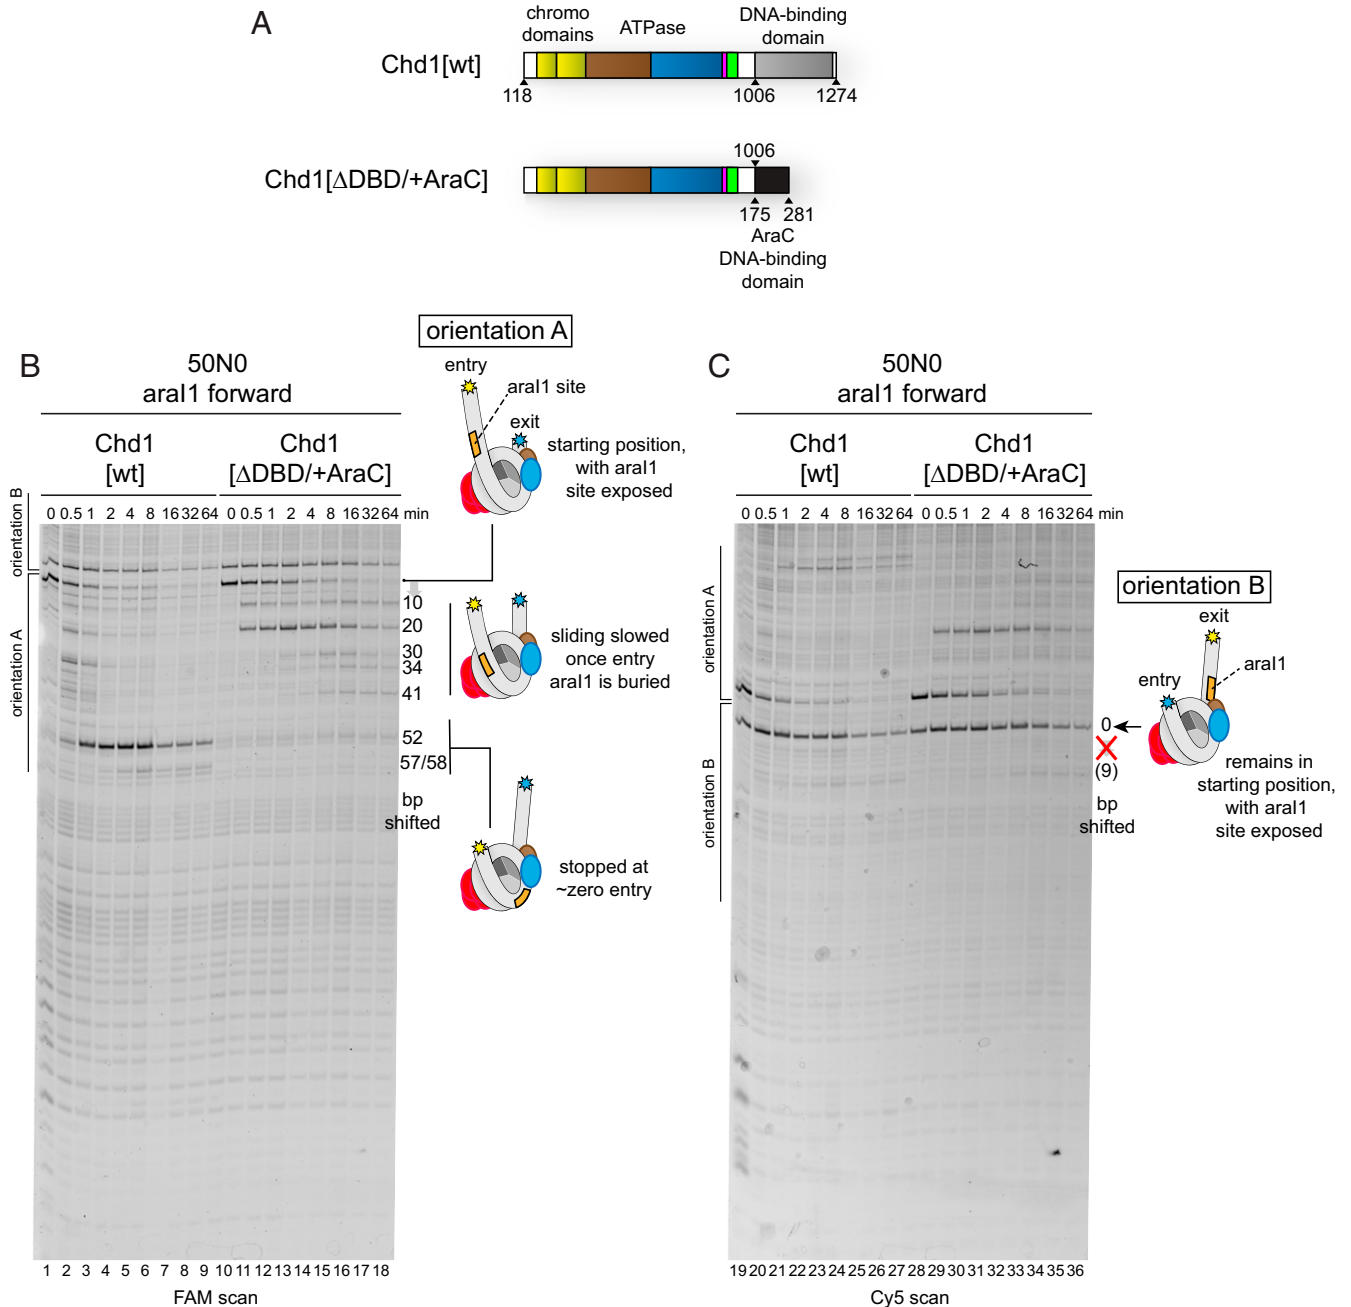 A
chromo
domains
ATPase
DNA-binding
domain
Chd1[wt]
118
1006
1274
1006
Chd1[ΔDBD/+AraC]
175
281
AraC
DNA-binding
domain
B
50N0
araI1 forward
Chd1
[wt]
Chd1
[ΔDBD/+AraC]
0 0.5 1 2 4 8 16 32 64 0 0.5 1 2 4 8 16 32 64 min
orientation B
orientation A
10
20
30
34
41
52
57/58
bp
shifted
1 2 3 4 5 6 7 8 9 10 11 12 13 14 15 16 17 18
FAM scan
orientation A
entry
araI1 site
exit
starting position,
with araI1
site exposed
sliding slowed
once entry
araI1 is buried
stopped at
~zero entry
C
50N0
araI1 forward
Chd1
[wt]
Chd1
[ΔDBD/+AraC]
0 0.5 1 2 4 8 16 32 64 0 0.5 1 2 4 8 16 32 64 min
orientation A
orientation B
0
(9)
bp
shifted
19 20 21 22 23 24 25 26 27 28 29 30 31 32 33 34 35 36
Cy5 scan
orientation B
exit
araI1
entry
remains in
starting position,
with araI1
site exposed